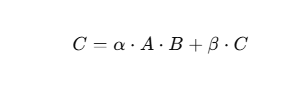 C = α · A · B + β · C